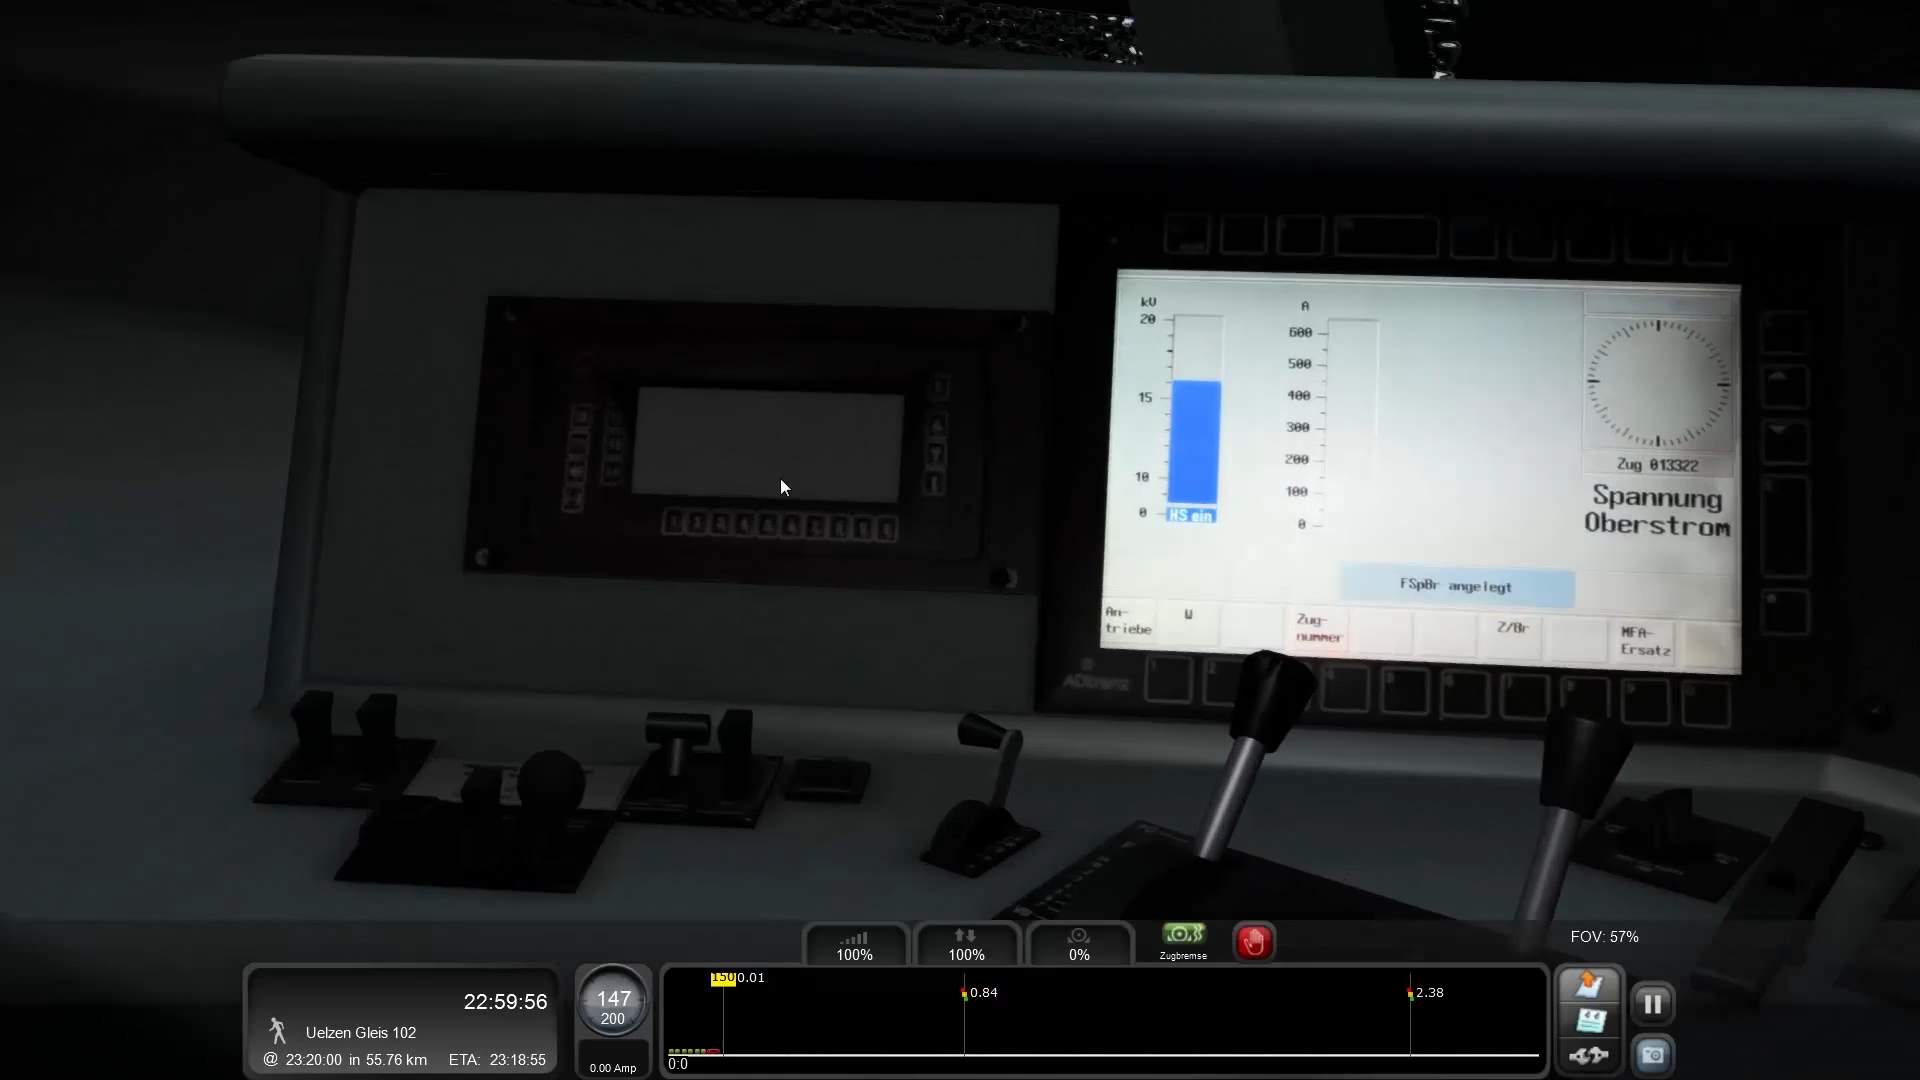 kV
20
15
10
0
HS ein
A
600
500
400
300
200
100
0
Zug 013322
Spannung
Oberstrom
FSpBr angelegt
An-
triebe
W
Zug-
nummer
Z/Br
MFA-
Ersatz
ADtranz
100%
100%
0%
Zugbremse
FOV: 57%
22:59:56
Uelzen Gleis 102
@ 23:20:00 in 55.76 km ETA: 23:18:55
147
200
0.00 Amp
150 0.01
0.84
2.38
0:0